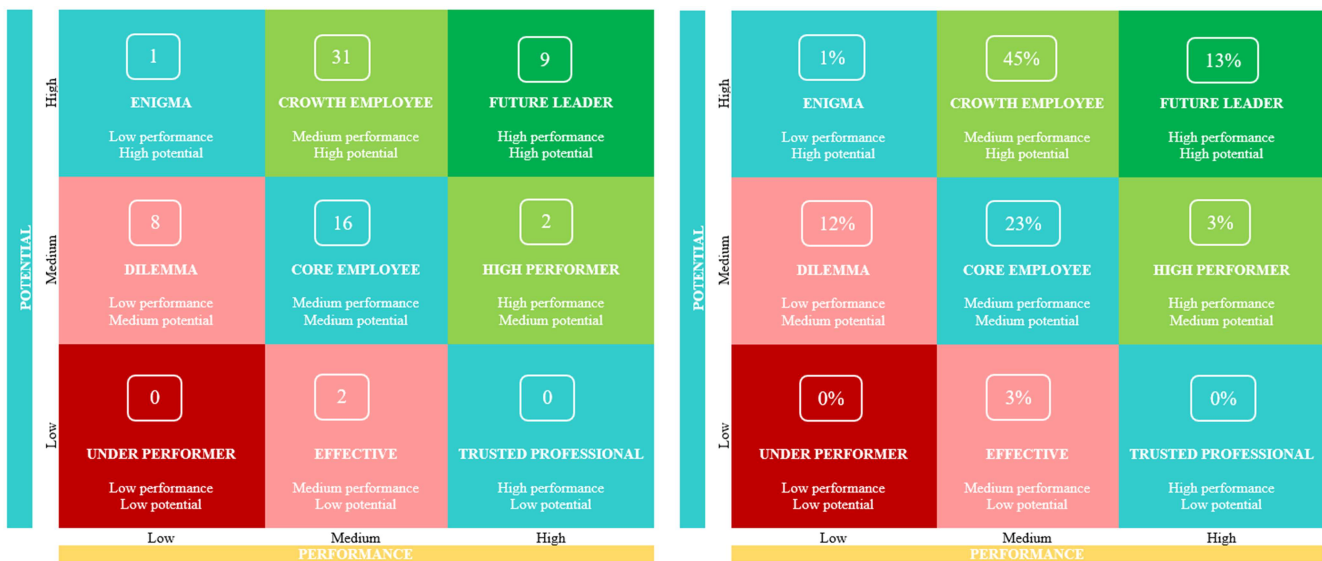 1
31
9
ENIGMA
CROWTH EMPLOYEE
FUTURE LEADER
Low performance
High potential
Medium performance
High potential
High performance
High potential
High
8
16
2
DILEMMA
CORE EMPLOYEE
HIGH PERFORMER
Low performance
Medium potential
Medium performance
Medium potential
High performance
Medium potential
Medium
POTENTIAL
0
2
0
UNDER PERFORMER
EFFECTIVE
TRUSTED PROFESSIONAL
Low performance
Low potential
Medium performance
Low potential
High performance
Low potential
Low
Low
Medium
High
PERFORMANCE
1%
45%
13%
ENIGMA
CROWTH EMPLOYEE
FUTURE LEADER
Low performance
High potential
Medium performance
High potential
High performance
High potential
High
12%
23%
3%
DILEMMA
CORE EMPLOYEE
HIGH PERFORMER
Low performance
Medium potential
Medium performance
Medium potential
High performance
Medium potential
Medium
POTENTIAL
0%
3%
0%
UNDER PERFORMER
EFFECTIVE
TRUSTED PROFESSIONAL
Low performance
Low potential
Medium performance
Low potential
High performance
Low potential
Low
Low
Medium
High
PERFORMANCE